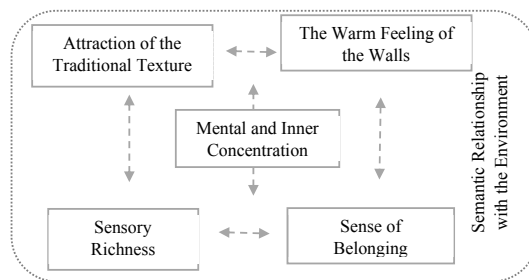 Attraction of the
Traditional Texture
The Warm Feeling of
the Walls
Mental and Inner
Concentration
Sensory
Richness
Sense of
Belonging
Semantic Relationship
with the Environment